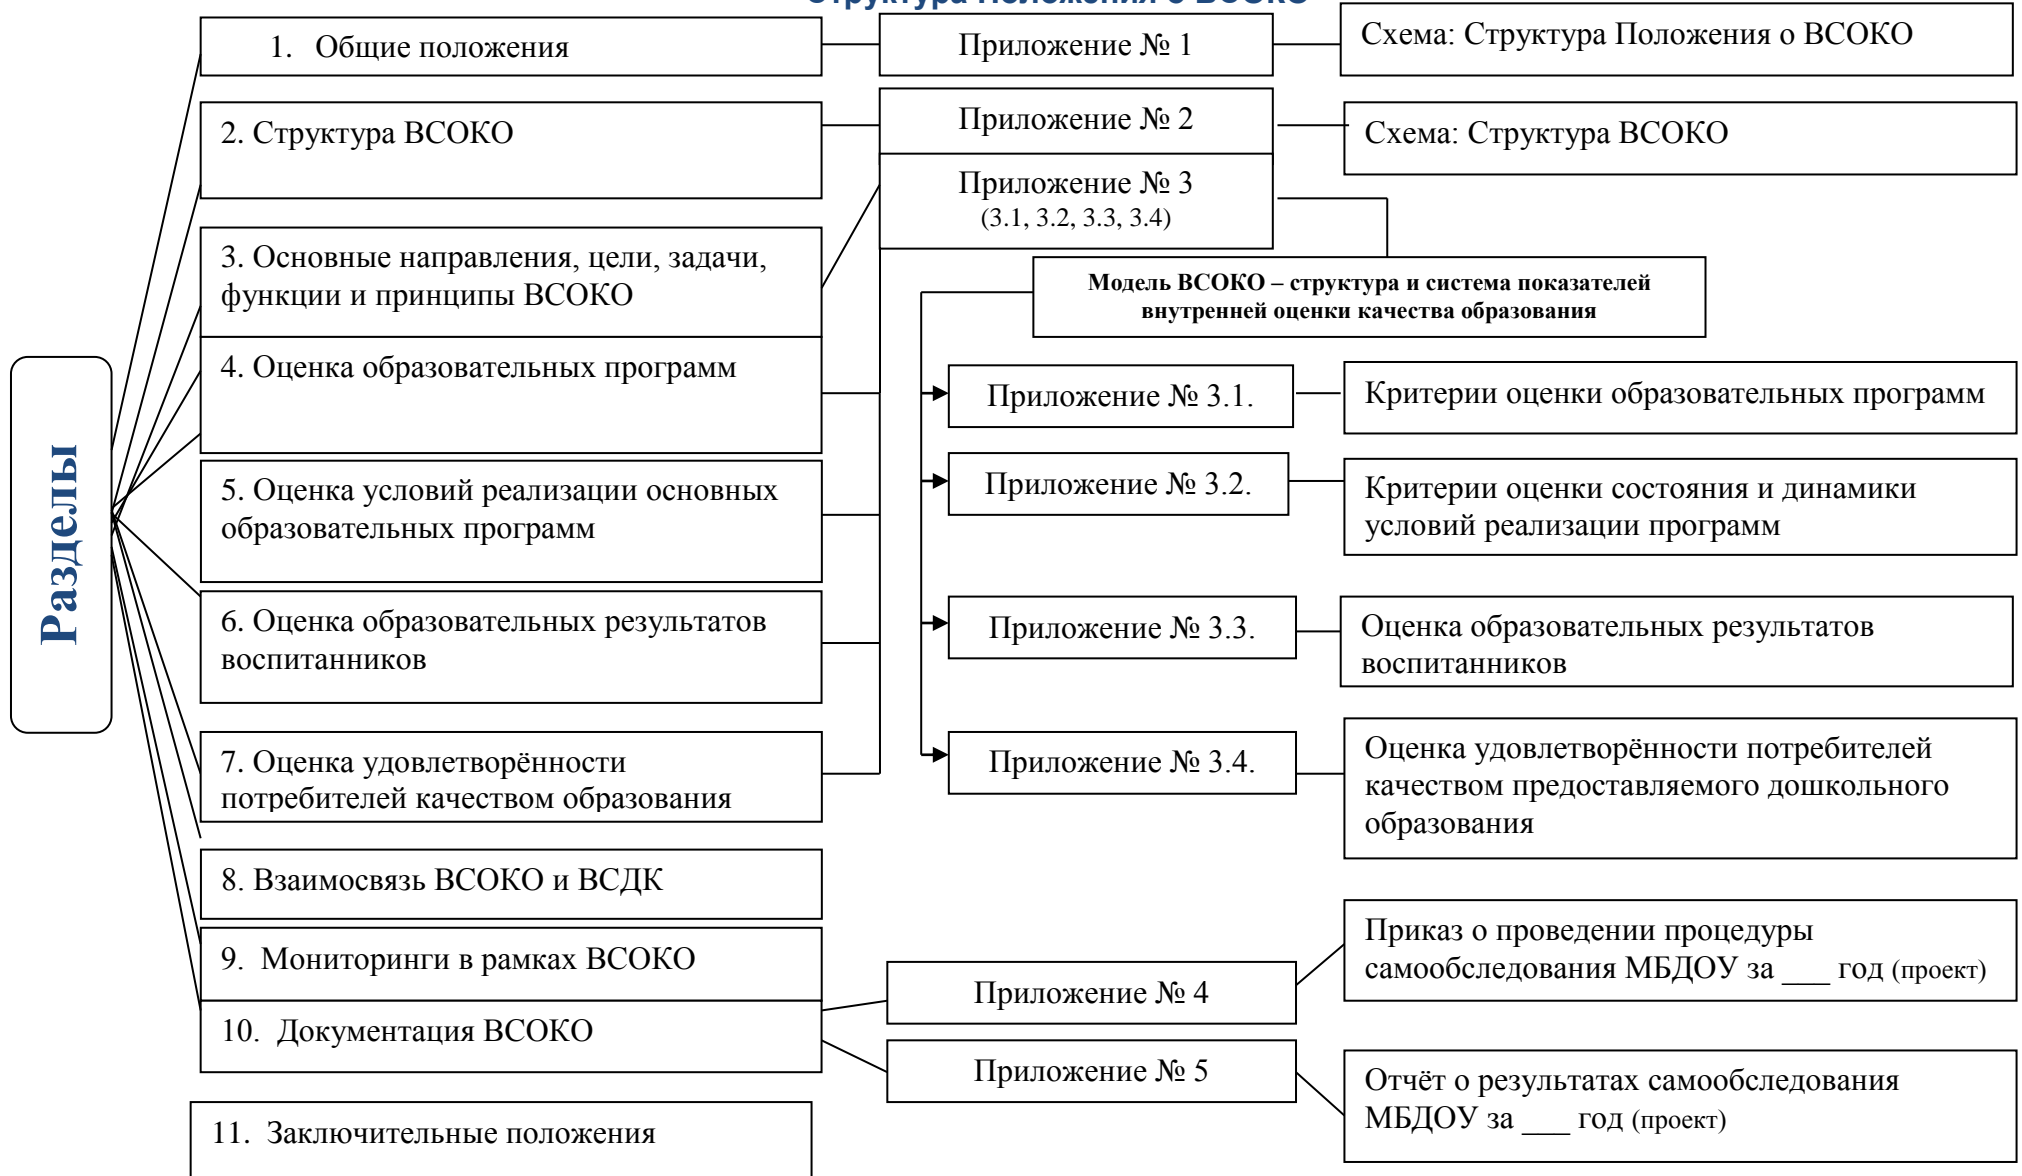 Структура Положения о ВСОКО
Разделы
1. Общие положения
Приложение № 1
Схема: Структура Положения о ВСОКО
2. Структура ВСОКО
Приложение № 2
Схема: Структура ВСОКО
3. Основные направления, цели, задачи,
функции и принципы ВСОКО
Приложение № 3
(3.1, 3.2, 3.3, 3.4)
Модель ВСОКО – структура и система показателей
внутренней оценки качества образования
4. Оценка образовательных программ
Приложение № 3.1.
Критерии оценки образовательных программ
5. Оценка условий реализации основных
образовательных программ
Приложение № 3.2.
Критерии оценки состояния и динамики
условий реализации программ
6. Оценка образовательных результатов
воспитанников
Приложение № 3.3.
Оценка образовательных результатов
воспитанников
7. Оценка удовлетворённости
потребителей качеством образования
Приложение № 3.4.
Оценка удовлетворённости потребителей
качеством предоставляемого дошкольного
образования
8. Взаимосвязь ВСОКО и ВСДК
9. Мониторинги в рамках ВСОКО
10. Документация ВСОКО
Приложение № 4
Приказ о проведении процедуры
самообследования МБДОУ за ___ год (проект)
Приложение № 5
Отчёт о результатах самообследования
МБДОУ за ___ год (проект)
11. Заключительные положения